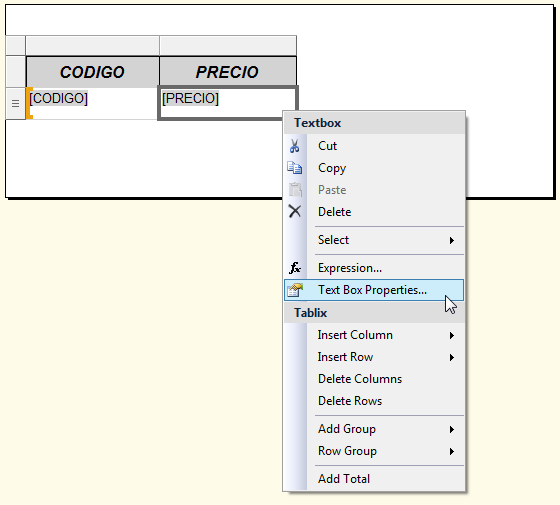 CODIGO PRECIO
[CODIGO] [PRECIO]
Textbox
Cut
Copy
Paste
Delete
Select
fx Expression...
Text Box Properties...
Tablix
Insert Column
Insert Row
Delete Columns
Delete Rows
Add Group
Row Group
Add Total